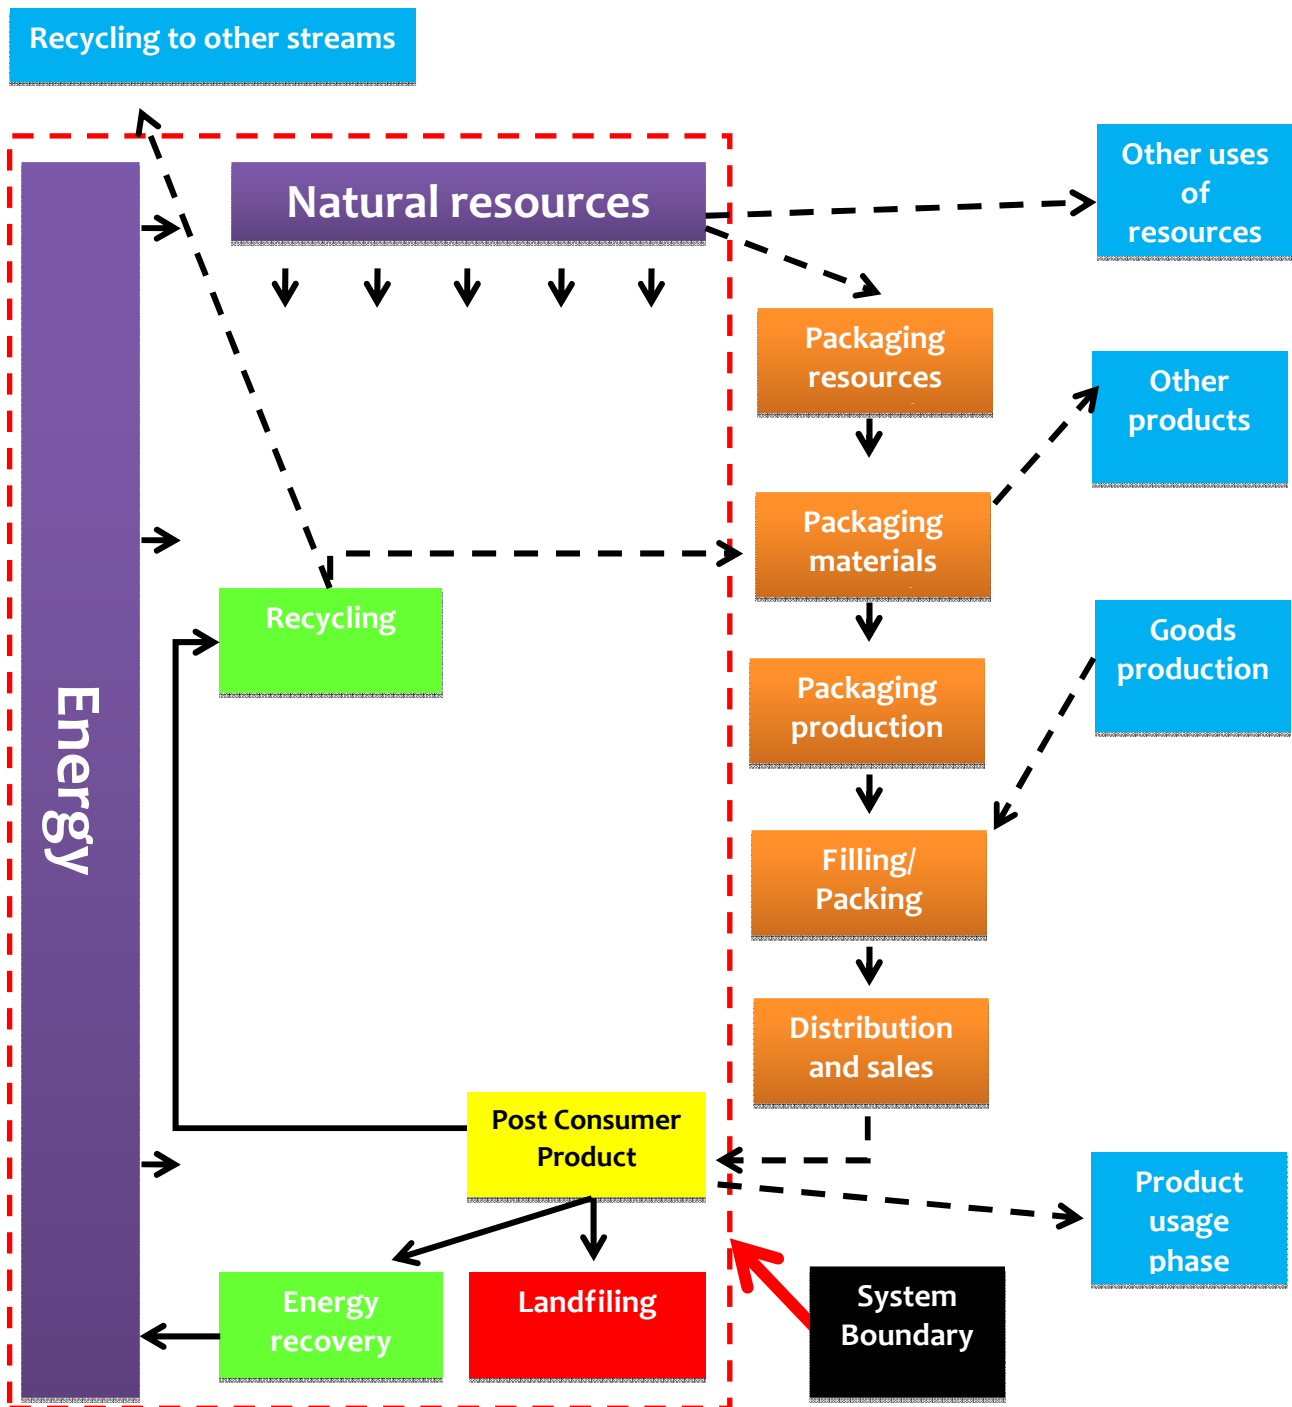 Recycling to other streams
Natural resources
Other uses
of
resources
Packaging
resources
Other
products
Packaging
materials
Recycling
Goods
production
Packaging
production
Energy
Filling/
Packing
Distribution
and sales
Post Consumer
Product
Product
usage
phase
Energy
recovery
Landfiling
System
Boundary